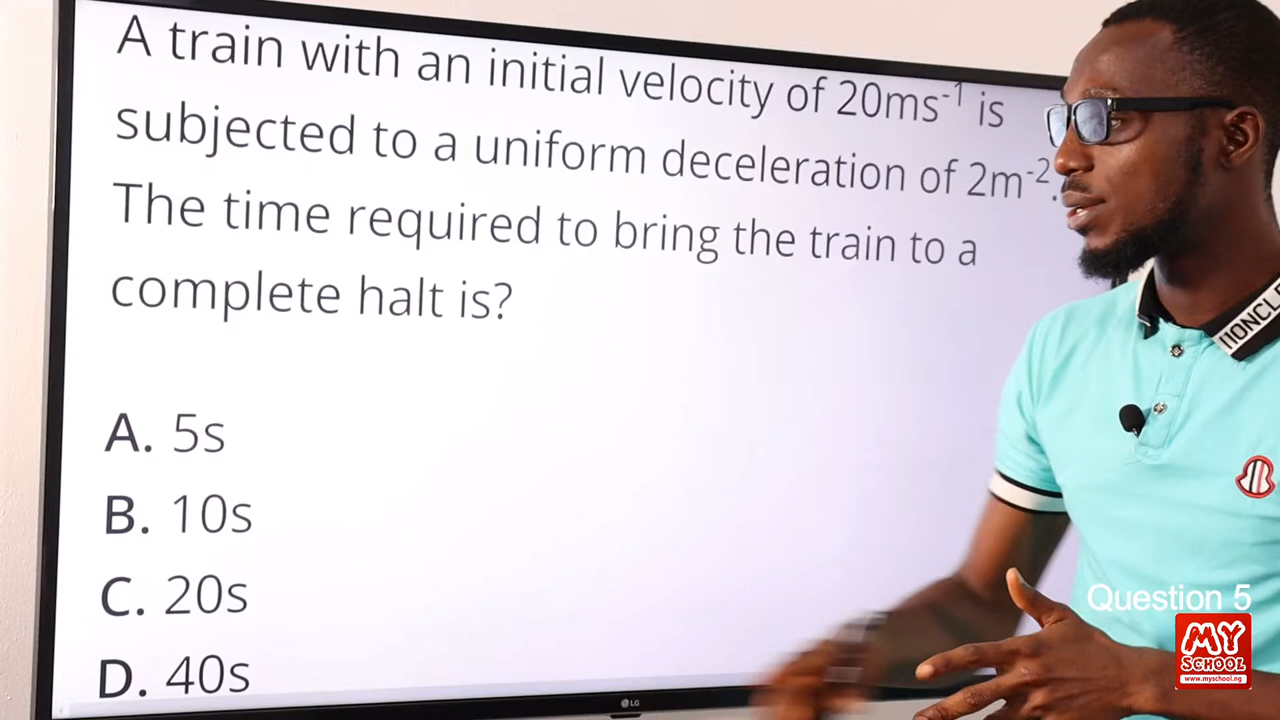 A train with an initial velocity of 20ms⁻¹ is
subjected to a uniform deceleration of 2m⁻².
The time required to bring the train to a
complete halt is?
A. 5s
B. 10s
C. 20s
D. 40s
LG
Question 5
MY
SCHOOL
www.myschool.ng